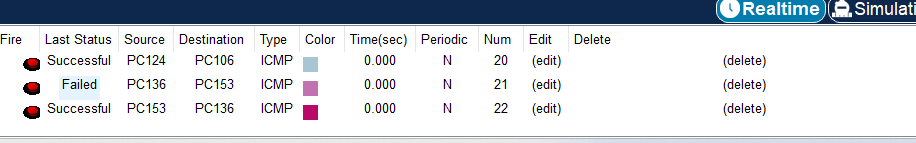 Realtime Simulati
Fire Last Status Source Destination Type Color Time(sec) Periodic Num Edit Delete
Successful PC124 PC106 ICMP 0.000 N 20 (edit) (delete)
Failed PC136 PC153 ICMP 0.000 N 21 (edit) (delete)
Successful PC153 PC136 ICMP 0.000 N 22 (edit) (delete)